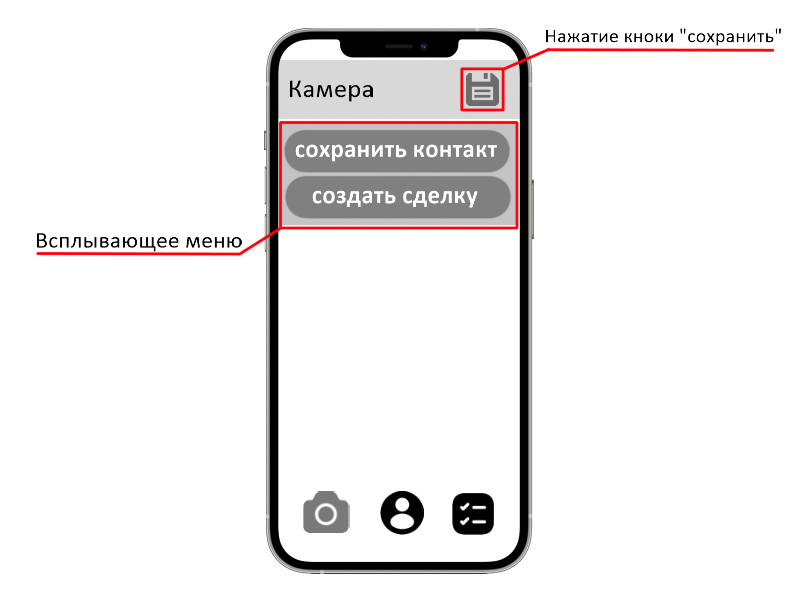 Нажатие кноки "сохранить"
Камера
сохранить контакт
создать сделку
Всплывающее меню